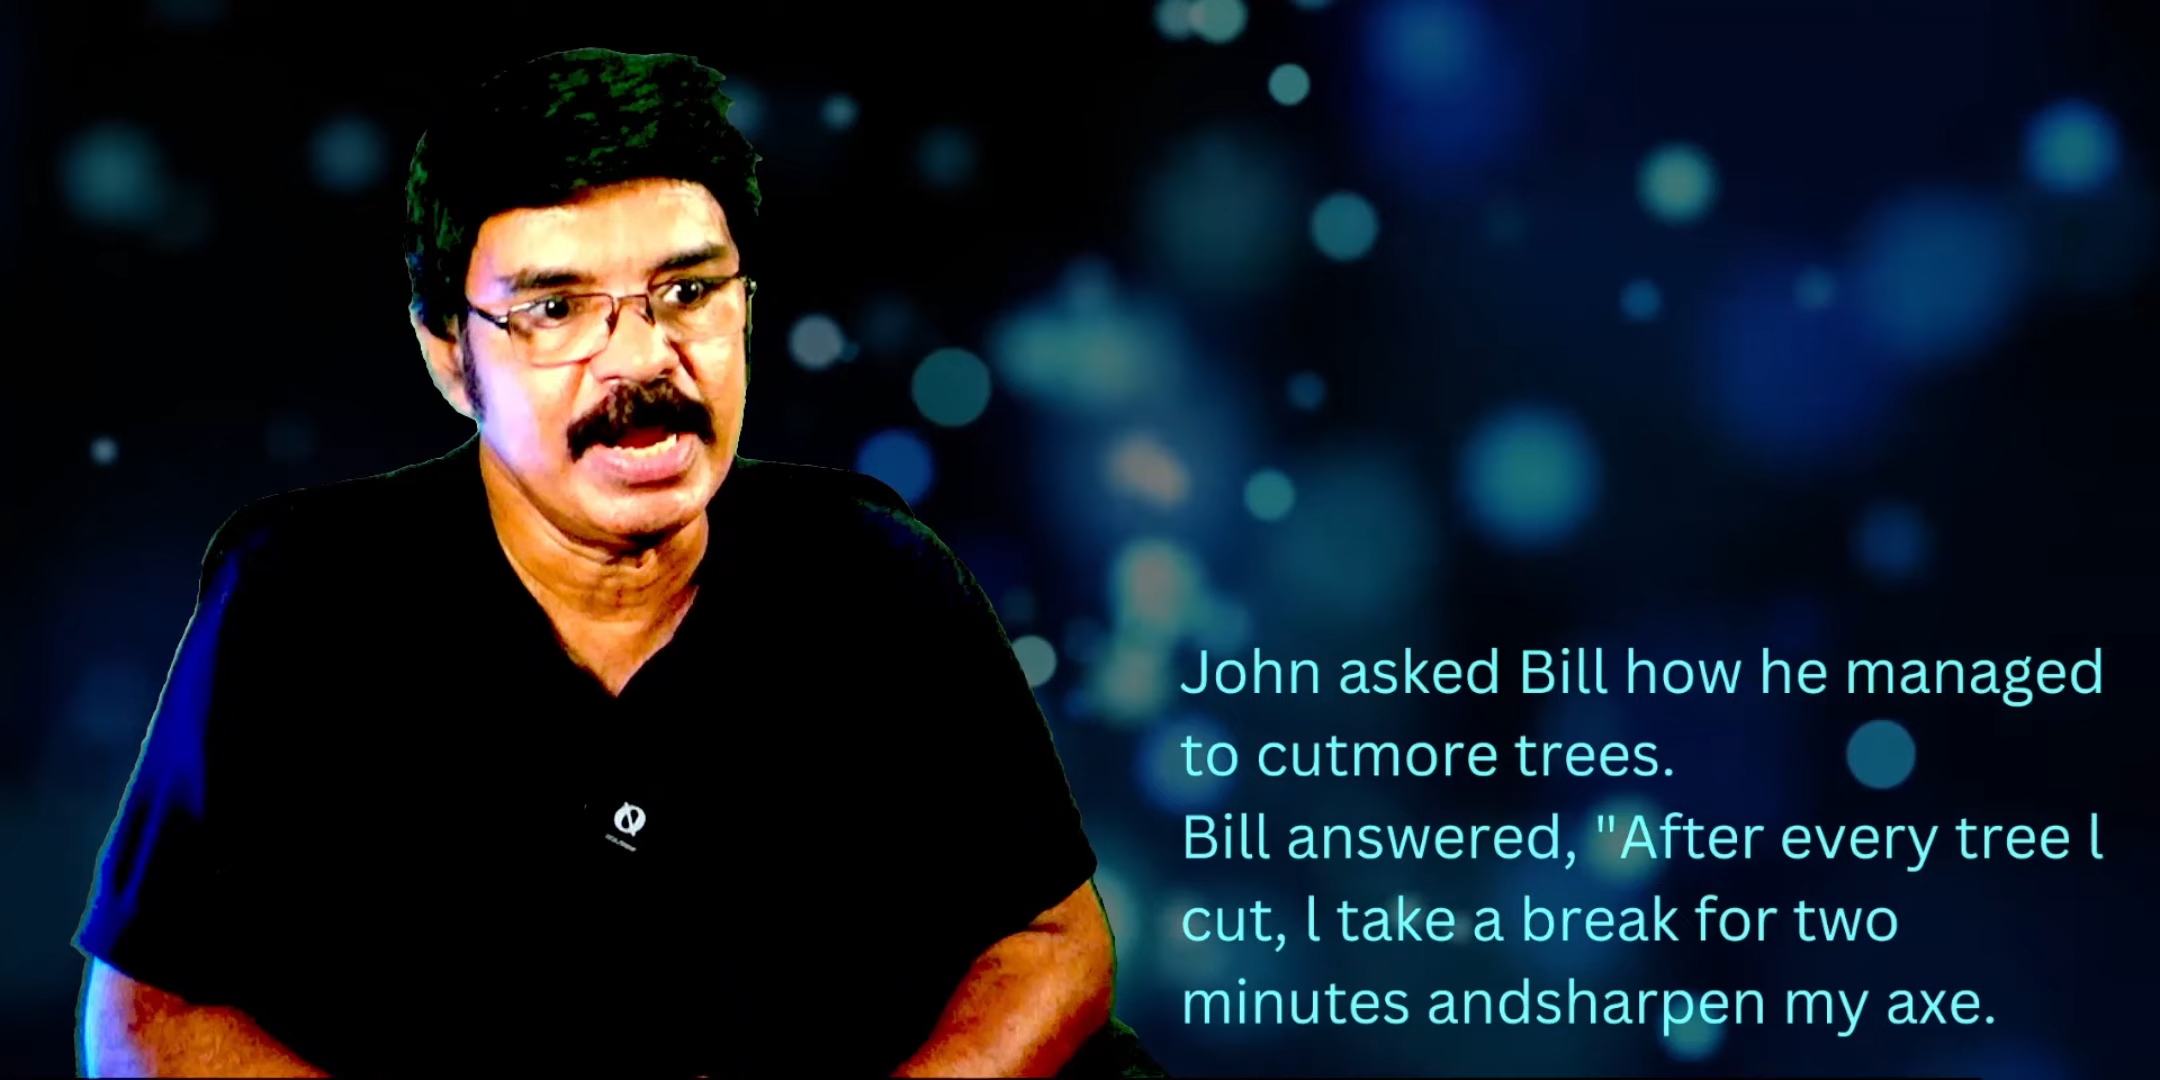 John asked Bill how he managed
to cutmore trees.
Bill answered, "After every tree l
cut, l take a break for two
minutes andsharpen my axe.